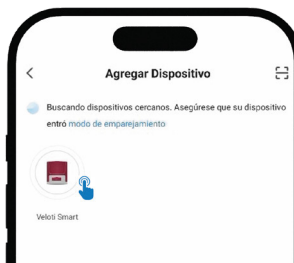 Agregar Dispositivo
Buscando dispositivos cercanos. Asegúrese que su dispositivo
entró modo de emparejamiento
Veloti Smart